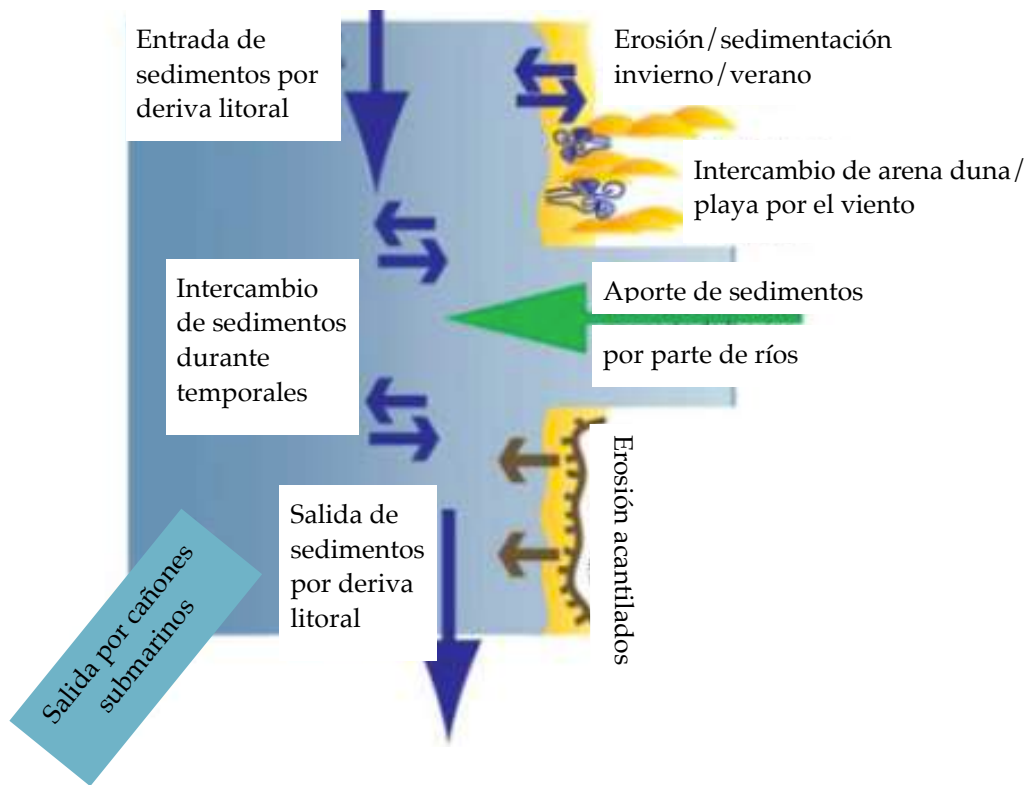 Entrada de
sedimentos por
deriva litoral
Erosión/sedimentación
invierno/verano
Intercambio de arena duna/
playa por el viento
Intercambio
de sedimentos
durante
temporales
Aporte de sedimentos
por parte de ríos
Erosión acantilados
Salida de
sedimentos
por deriva
litoral
Salida por cañones
submarinos